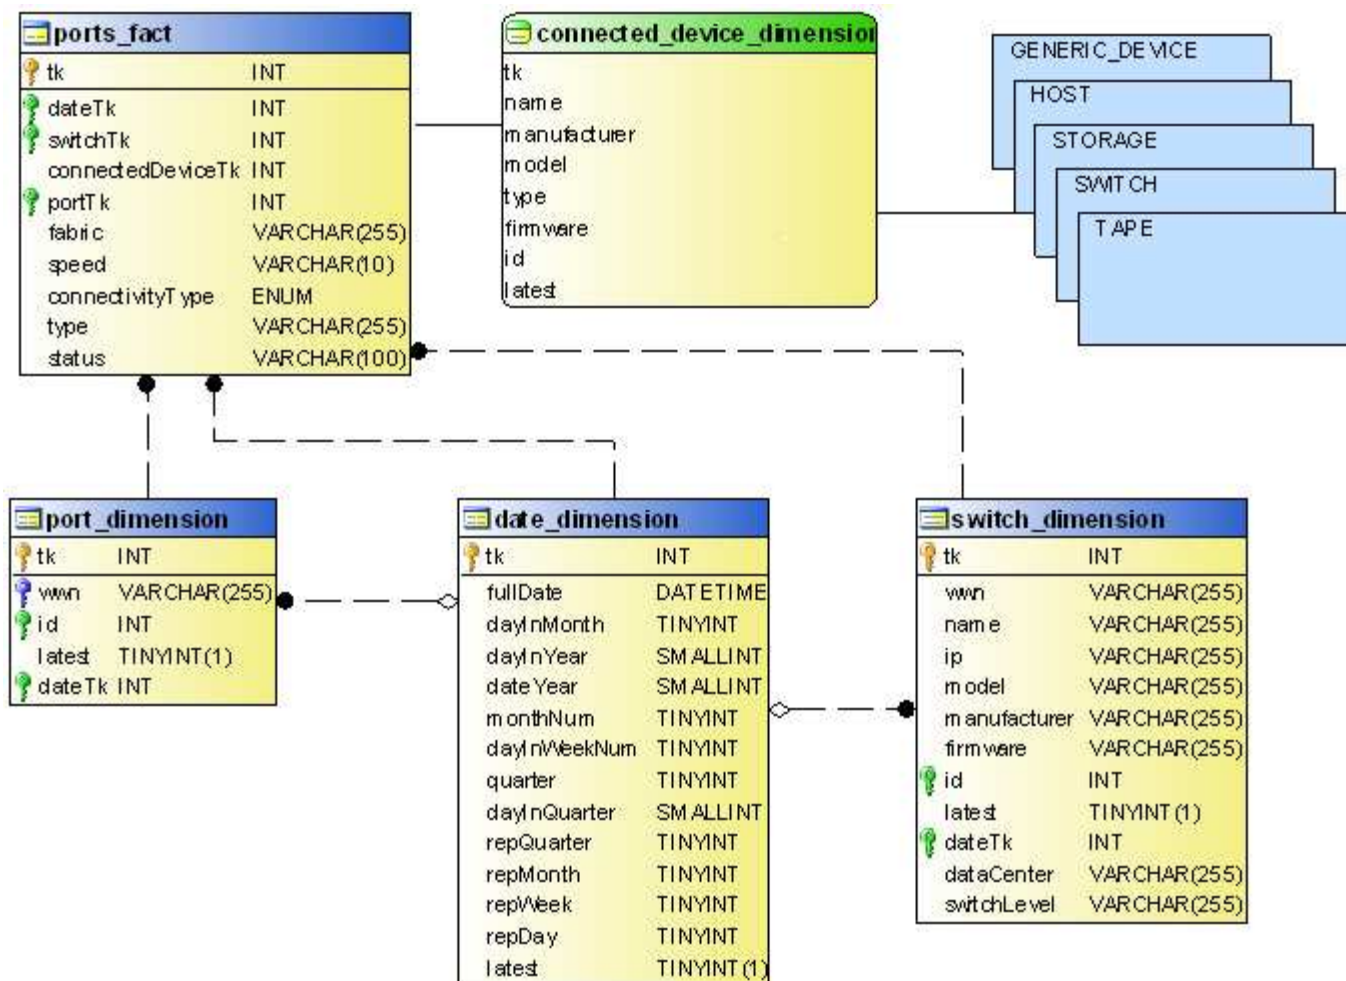 ports_fact
tk INT
dateTk INT
switchTk INT
connectedDeviceTk INT
portTk INT
fabric VARCHAR(255)
speed VARCHAR(10)
connectivityType ENUM
type VARCHAR(255)
status VARCHAR(100)
connected_device_dimension
tk
name
manufacturer
model
type
firmware
id
latest
GENERIC_DEVICE
HOST
STORAGE
SWITCH
TAPE
port_dimension
tk INT
wwn VARCHAR(255)
id INT
latest TINYINT(1)
dateTk INT
date_dimension
tk INT
fullDate DATETIME
dayInMonth TINYINT
dayInYear SMALLINT
dateYear SMALLINT
monthNum TINYINT
dayInWeekNum TINYINT
quarter TINYINT
dayInQuarter SMALLINT
repQuarter TINYINT
repMonth TINYINT
repWeek TINYINT
repDay TINYINT
latest TINYINT(1)
switch_dimension
tk INT
wwn VARCHAR(255)
name VARCHAR(255)
ip VARCHAR(255)
model VARCHAR(255)
manufacturer VARCHAR(255)
firmware VARCHAR(255)
id INT
latest TINYINT(1)
dateTk INT
dataCenter VARCHAR(255)
switchLevel VARCHAR(255)